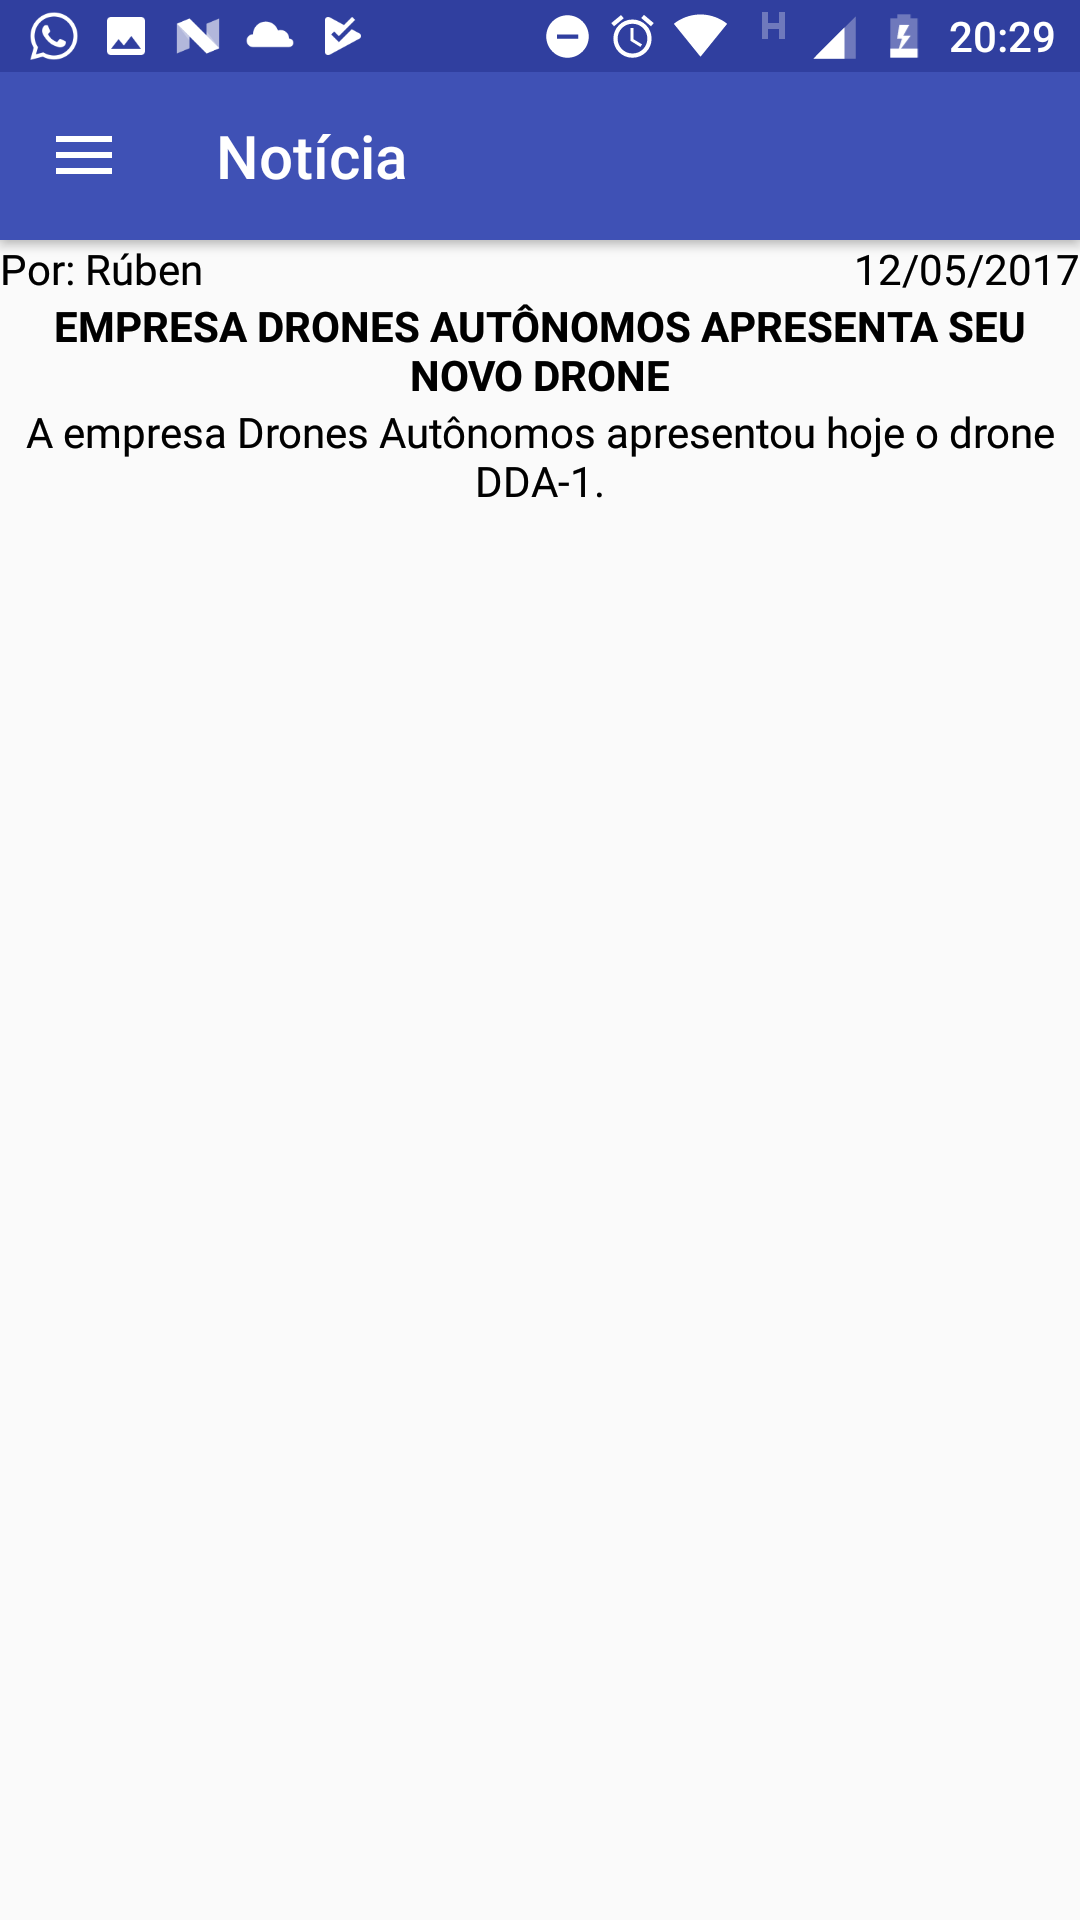 H 20:29
Notícia
Por: Rúben 12/05/2017
EMPRESA DRONES AUTÔNOMOS APRESENTA SEU
NOVO DRONE
A empresa Drones Autônomos apresentou hoje o drone
DDA-1.